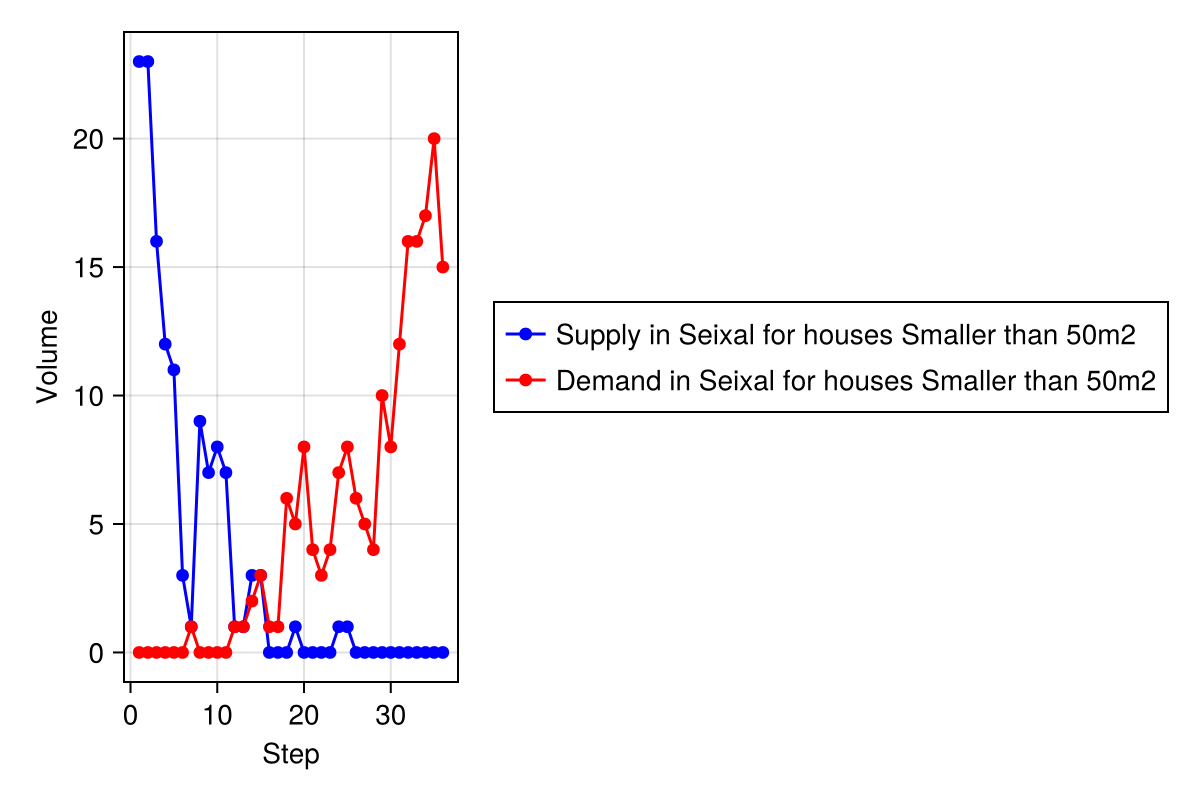 20
15
10
5
0
Volume
0 10 20 30
Step
Supply in Seixal for houses Smaller than 50m2
Demand in Seixal for houses Smaller than 50m2